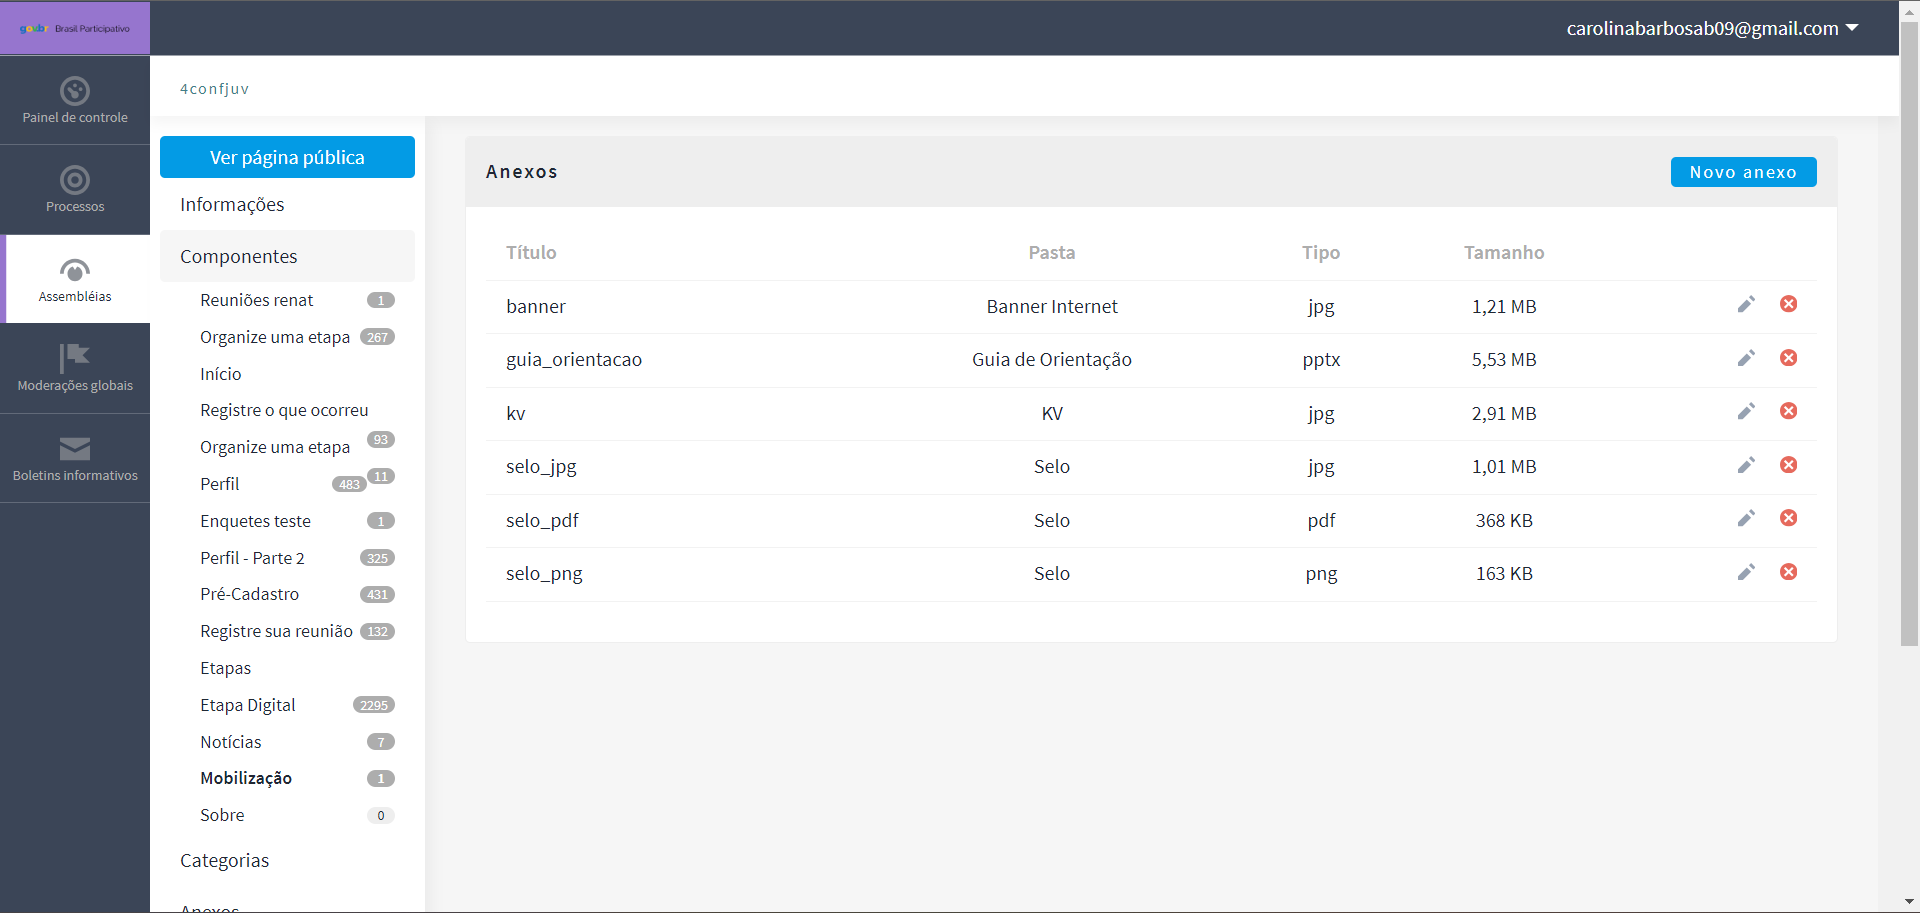 gov.br Brasil Participativo
carolinabarbosab09@gmail.com
Painel de controle
Processos
Assembléias
Moderações globais
Boletins informativos
4confjuv
Ver página pública
Informações
Componentes
Reuniões renat 1
Organize uma etapa 267
Início
Registre o que ocorreu
Organize uma etapa 93
Perfil 483 11
Enquetes teste 1
Perfil - Parte 2 325
Pré-Cadastro 431
Registre sua reunião 132
Etapas
Etapa Digital 2295
Notícias 7
Mobilização 1
Sobre 0
Categorias
Anexos
Anexos
Novo anexo
Título Pasta Tipo Tamanho
banner Banner Internet jpg 1,21 MB
guia_orientacao Guia de Orientação pptx 5,53 MB
kv KV jpg 2,91 MB
selo_jpg Selo jpg 1,01 MB
selo_pdf Selo pdf 368 KB
selo_png Selo png 163 KB